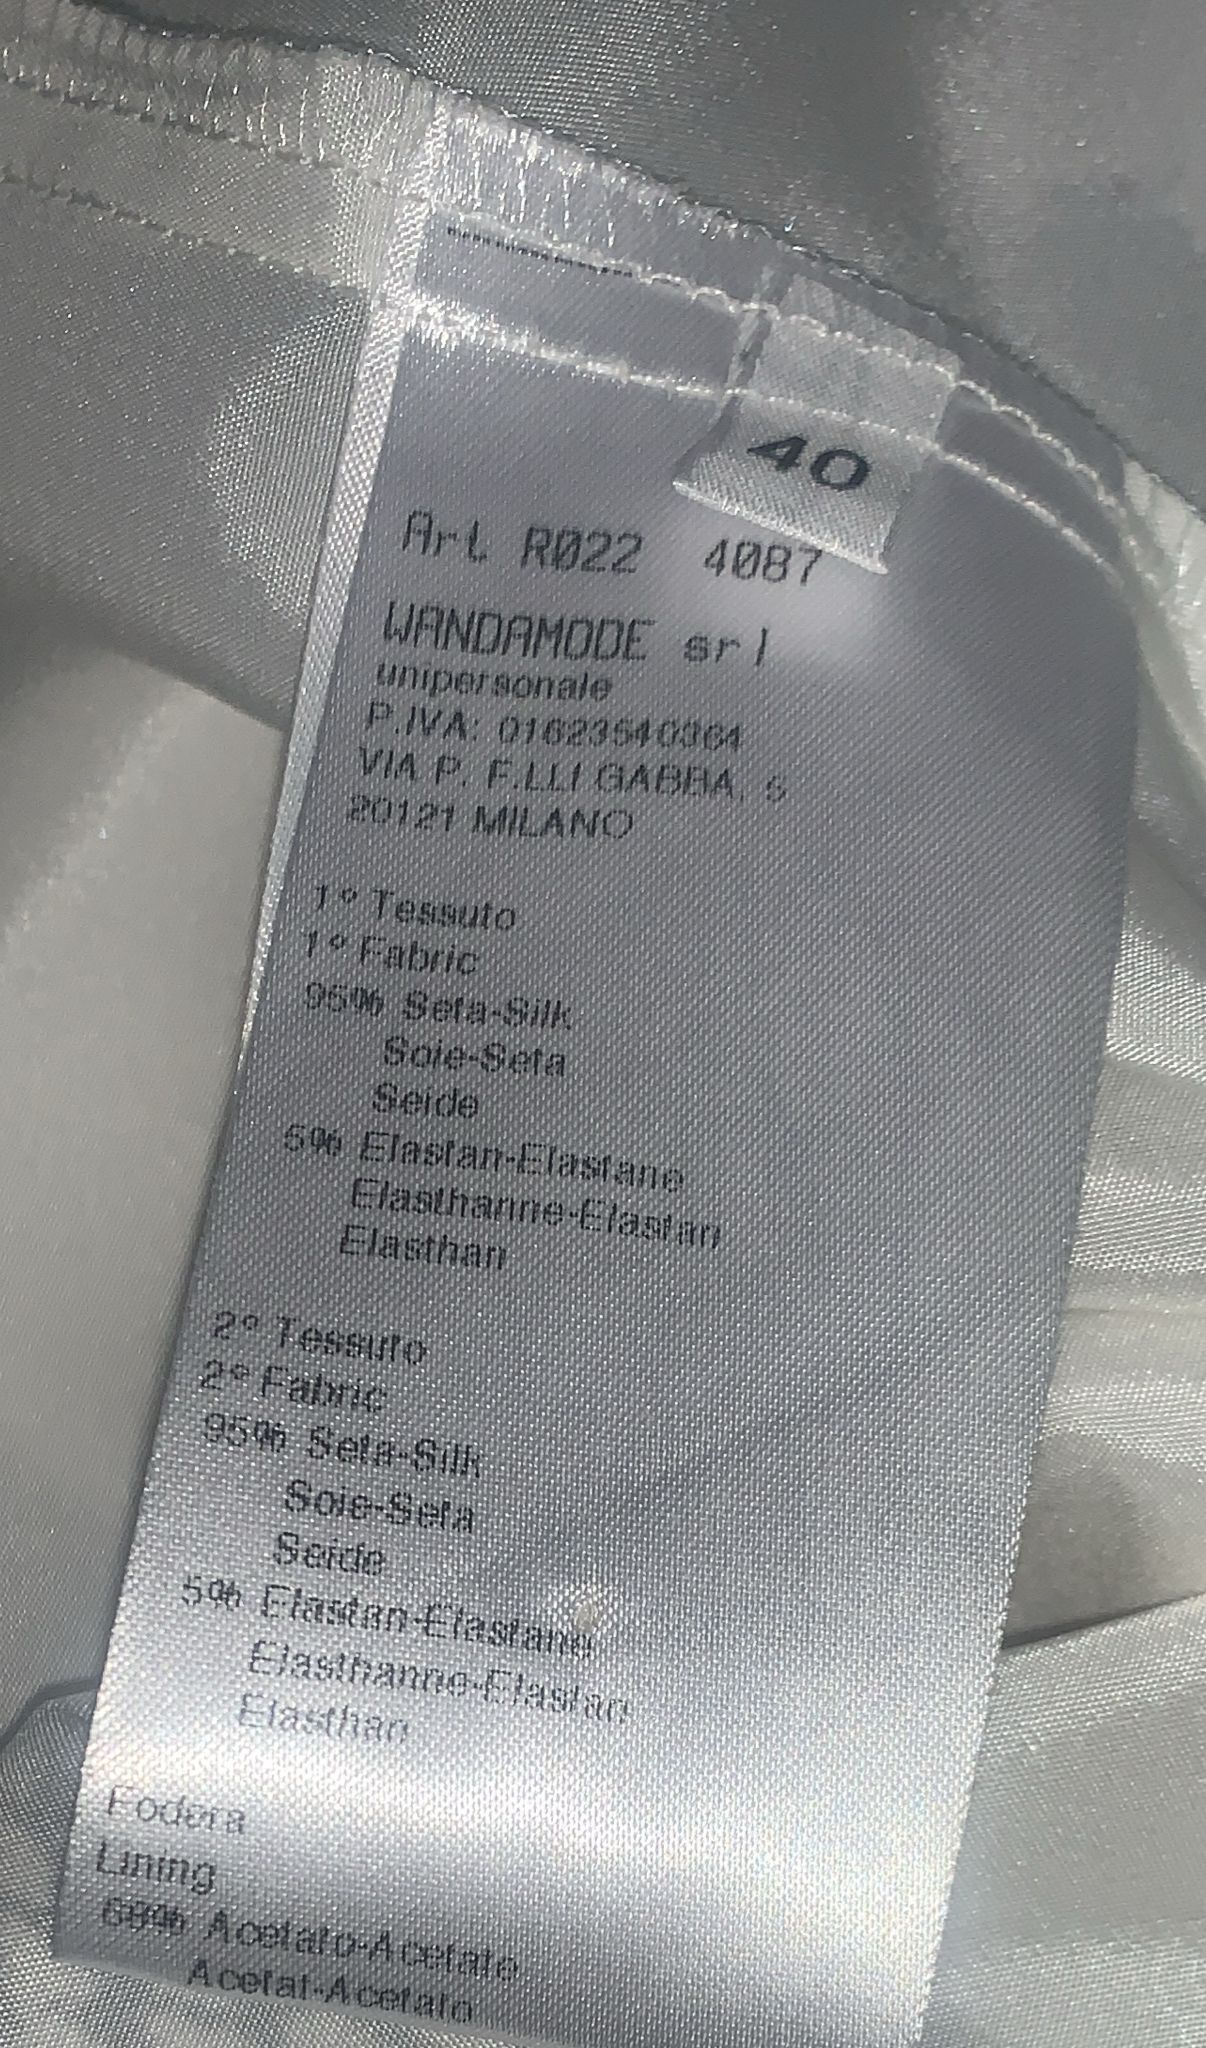 40
Art R022 4087
WANDAMODE srl
unipersonale
P.IVA: 01623540364
VIA P. F.LLI GABBA, 5
20121 MILANO
1° Tessuto
1° Fabric
95% Seta-Silk
Soie-Seta
Seide
5% Elastan-Elastane
Elasthanne-Elastan
Elasthan
2° Tessuto
2° Fabric
95% Seta-Silk
Soie-Seta
Seide
5% Elastan-Elastane
Elasthanne-Elastan
Elasthan
Fodera
Lining
Acetato-Acetate
Acetat-Acetato